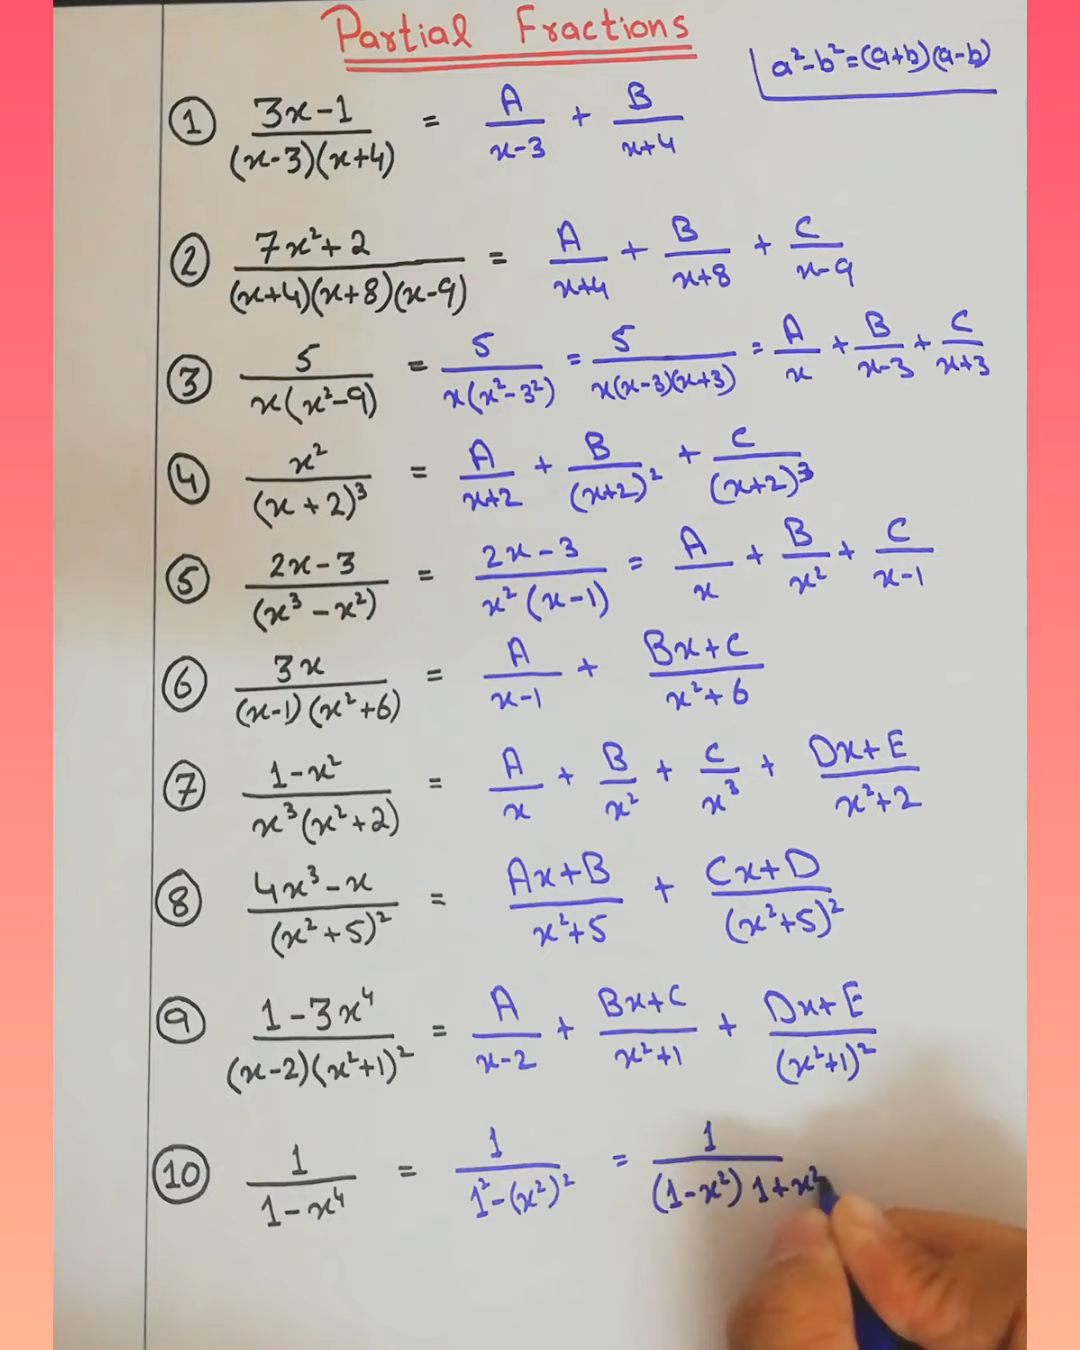 Partial Fractions
a²-b²=(a+b)(a-b)
① (3x-1)/((x-3)(x+4)) = A/(x-3) + B/(x+4)
② (7x²+2)/((x+4)(x+8)(x-9)) = A/(x+4) + B/(x+8) + C/(x-9)
③ 5/(x(x²-9)) = 5/(x(x²-3²)) = 5/(x(x-3)(x+3)) = A/x + B/(x-3) + C/(x+3)
④ x²/(x+2)³ = A/(x+2) + B/(x+2)² + C/(x+2)³
⑤ (2x-3)/(x³-x²) = (2x-3)/(x²(x-1)) = A/x + B/x² + C/(x-1)
⑥ 3x/((x-1)(x²+6)) = A/(x-1) + (Bx+C)/(x²+6)
⑦ (1-x²)/(x³(x²+2)) = A/x + B/x² + C/x³ + (Dx+E)/(x²+2)
⑧ (4x³-x)/(x²+5)² = (Ax+B)/(x²+5) + (Cx+D)/(x²+5)²
⑨ (1-3x⁴)/((x-2)(x²+1)²) = A/(x-2) + (Bx+C)/(x²+1) + (Dx+E)/(x²+1)²
⑩ 1/(1-x⁴) = 1/(1²-(x²)²) = 1/((1-x²) 1+x²